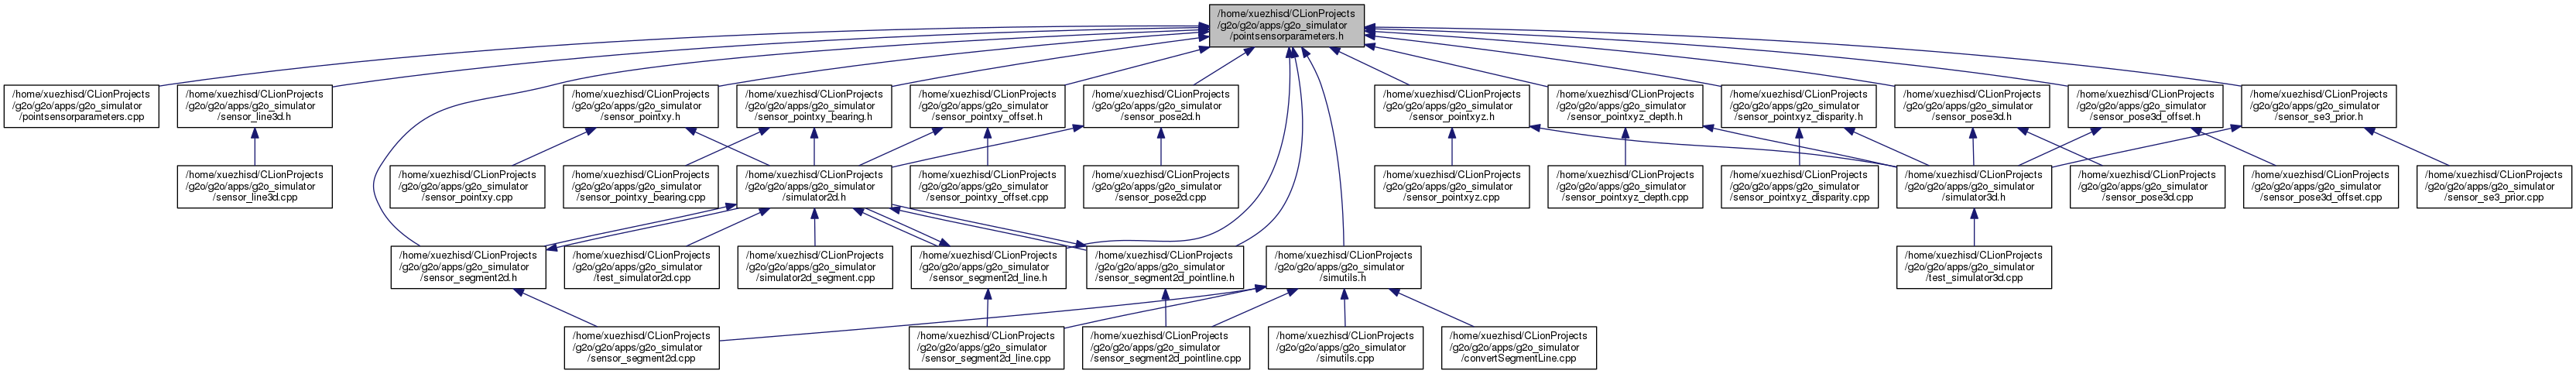 /home/xuezhisd/CLionProjects
/g2o/g2o/apps/g2o_simulator
/pointsensorparameters.h
/home/xuezhisd/CLionProjects
/g2o/g2o/apps/g2o_simulator
/pointsensorparameters.cpp
/home/xuezhisd/CLionProjects
/g2o/g2o/apps/g2o_simulator
/sensor_line3d.h
/home/xuezhisd/CLionProjects
/g2o/g2o/apps/g2o_simulator
/sensor_pointxy.h
/home/xuezhisd/CLionProjects
/g2o/g2o/apps/g2o_simulator
/sensor_pointxy_bearing.h
/home/xuezhisd/CLionProjects
/g2o/g2o/apps/g2o_simulator
/sensor_pointxy_offset.h
/home/xuezhisd/CLionProjects
/g2o/g2o/apps/g2o_simulator
/sensor_pose2d.h
/home/xuezhisd/CLionProjects
/g2o/g2o/apps/g2o_simulator
/sensor_pointxyz.h
/home/xuezhisd/CLionProjects
/g2o/g2o/apps/g2o_simulator
/sensor_pointxyz_depth.h
/home/xuezhisd/CLionProjects
/g2o/g2o/apps/g2o_simulator
/sensor_pointxyz_disparity.h
/home/xuezhisd/CLionProjects
/g2o/g2o/apps/g2o_simulator
/sensor_pose3d.h
/home/xuezhisd/CLionProjects
/g2o/g2o/apps/g2o_simulator
/sensor_pose3d_offset.h
/home/xuezhisd/CLionProjects
/g2o/g2o/apps/g2o_simulator
/sensor_se3_prior.h
/home/xuezhisd/CLionProjects
/g2o/g2o/apps/g2o_simulator
/sensor_line3d.cpp
/home/xuezhisd/CLionProjects
/g2o/g2o/apps/g2o_simulator
/sensor_pointxy.cpp
/home/xuezhisd/CLionProjects
/g2o/g2o/apps/g2o_simulator
/sensor_pointxy_bearing.cpp
/home/xuezhisd/CLionProjects
/g2o/g2o/apps/g2o_simulator
/simulator2d.h
/home/xuezhisd/CLionProjects
/g2o/g2o/apps/g2o_simulator
/sensor_pointxy_offset.cpp
/home/xuezhisd/CLionProjects
/g2o/g2o/apps/g2o_simulator
/sensor_pose2d.cpp
/home/xuezhisd/CLionProjects
/g2o/g2o/apps/g2o_simulator
/sensor_pointxyz.cpp
/home/xuezhisd/CLionProjects
/g2o/g2o/apps/g2o_simulator
/sensor_pointxyz_depth.cpp
/home/xuezhisd/CLionProjects
/g2o/g2o/apps/g2o_simulator
/sensor_pointxyz_disparity.cpp
/home/xuezhisd/CLionProjects
/g2o/g2o/apps/g2o_simulator
/simulator3d.h
/home/xuezhisd/CLionProjects
/g2o/g2o/apps/g2o_simulator
/sensor_pose3d.cpp
/home/xuezhisd/CLionProjects
/g2o/g2o/apps/g2o_simulator
/sensor_pose3d_offset.cpp
/home/xuezhisd/CLionProjects
/g2o/g2o/apps/g2o_simulator
/sensor_se3_prior.cpp
/home/xuezhisd/CLionProjects
/g2o/g2o/apps/g2o_simulator
/sensor_segment2d.h
/home/xuezhisd/CLionProjects
/g2o/g2o/apps/g2o_simulator
/test_simulator2d.cpp
/home/xuezhisd/CLionProjects
/g2o/g2o/apps/g2o_simulator
/simulator2d_segment.cpp
/home/xuezhisd/CLionProjects
/g2o/g2o/apps/g2o_simulator
/sensor_segment2d_line.h
/home/xuezhisd/CLionProjects
/g2o/g2o/apps/g2o_simulator
/sensor_segment2d_pointline.h
/home/xuezhisd/CLionProjects
/g2o/g2o/apps/g2o_simulator
/simutils.h
/home/xuezhisd/CLionProjects
/g2o/g2o/apps/g2o_simulator
/test_simulator3d.cpp
/home/xuezhisd/CLionProjects
/g2o/g2o/apps/g2o_simulator
/sensor_segment2d.cpp
/home/xuezhisd/CLionProjects
/g2o/g2o/apps/g2o_simulator
/sensor_segment2d_line.cpp
/home/xuezhisd/CLionProjects
/g2o/g2o/apps/g2o_simulator
/sensor_segment2d_pointline.cpp
/home/xuezhisd/CLionProjects
/g2o/g2o/apps/g2o_simulator
/simutils.cpp
/home/xuezhisd/CLionProjects
/g2o/g2o/apps/g2o_simulator
/convertSegmentLine.cpp